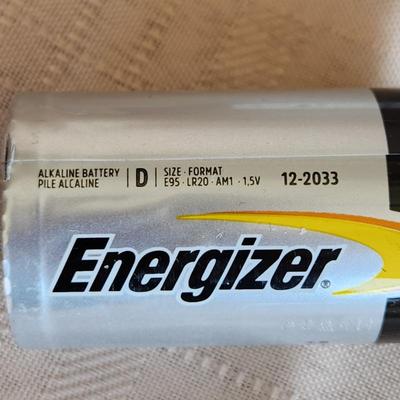 ALKALINE BATTERY
PILE ALCALINE
D
SIZE · FORMAT
E95 · LR20 · AM1 · 1,5V
12-2033
Energizer®